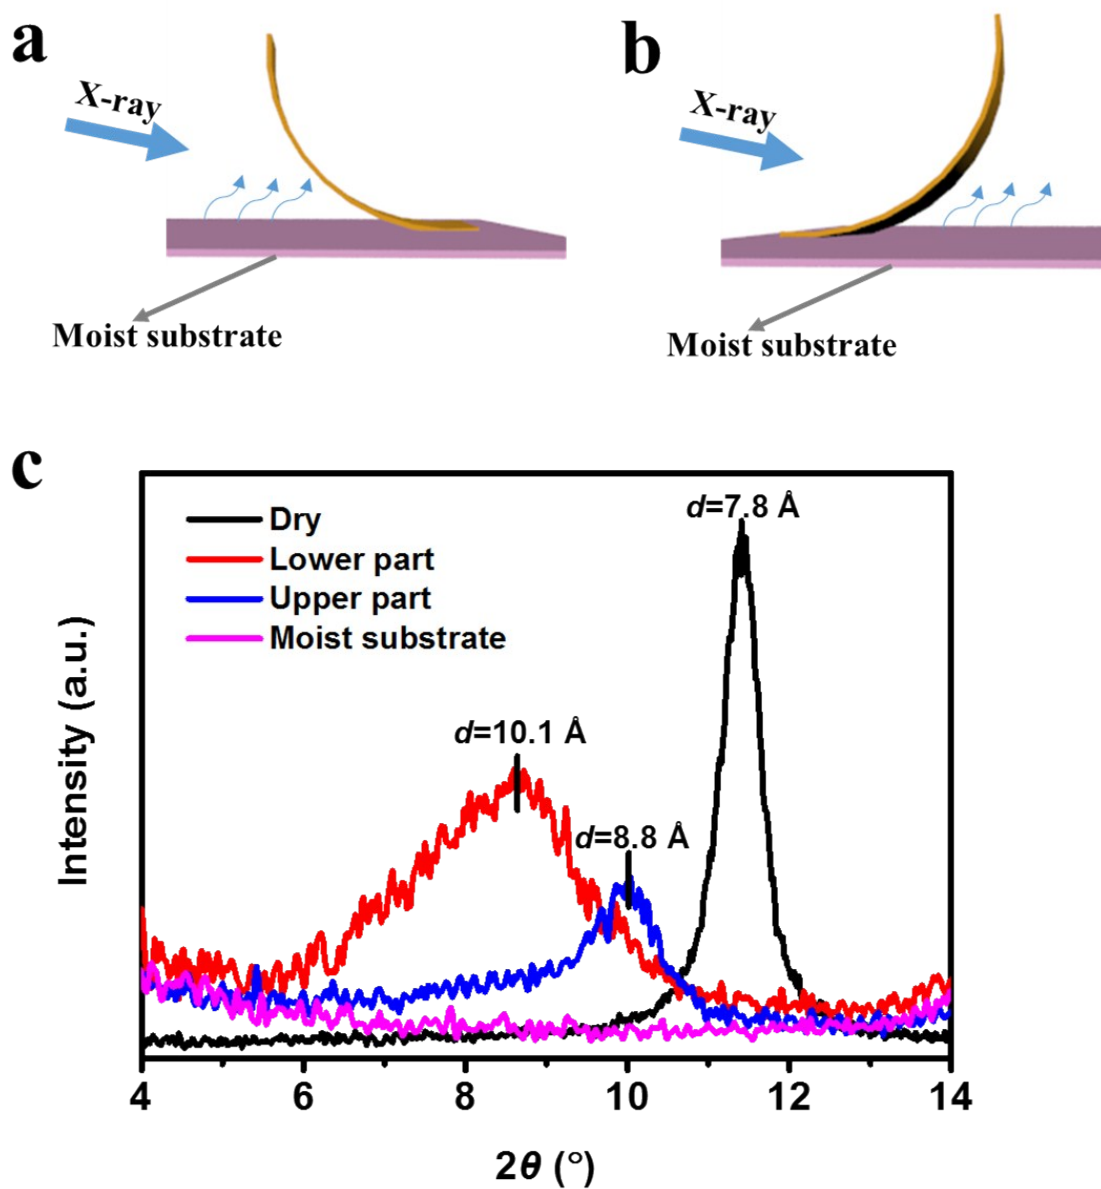 a
X-ray
Moist substrate
b
X-ray
Moist substrate
c
Dry
Lower part
Upper part
Moist substrate
d=7.8 Å
d=10.1 Å
d=8.8 Å
Intensity (a.u.)
4 6 8 10 12 14
2θ (°)